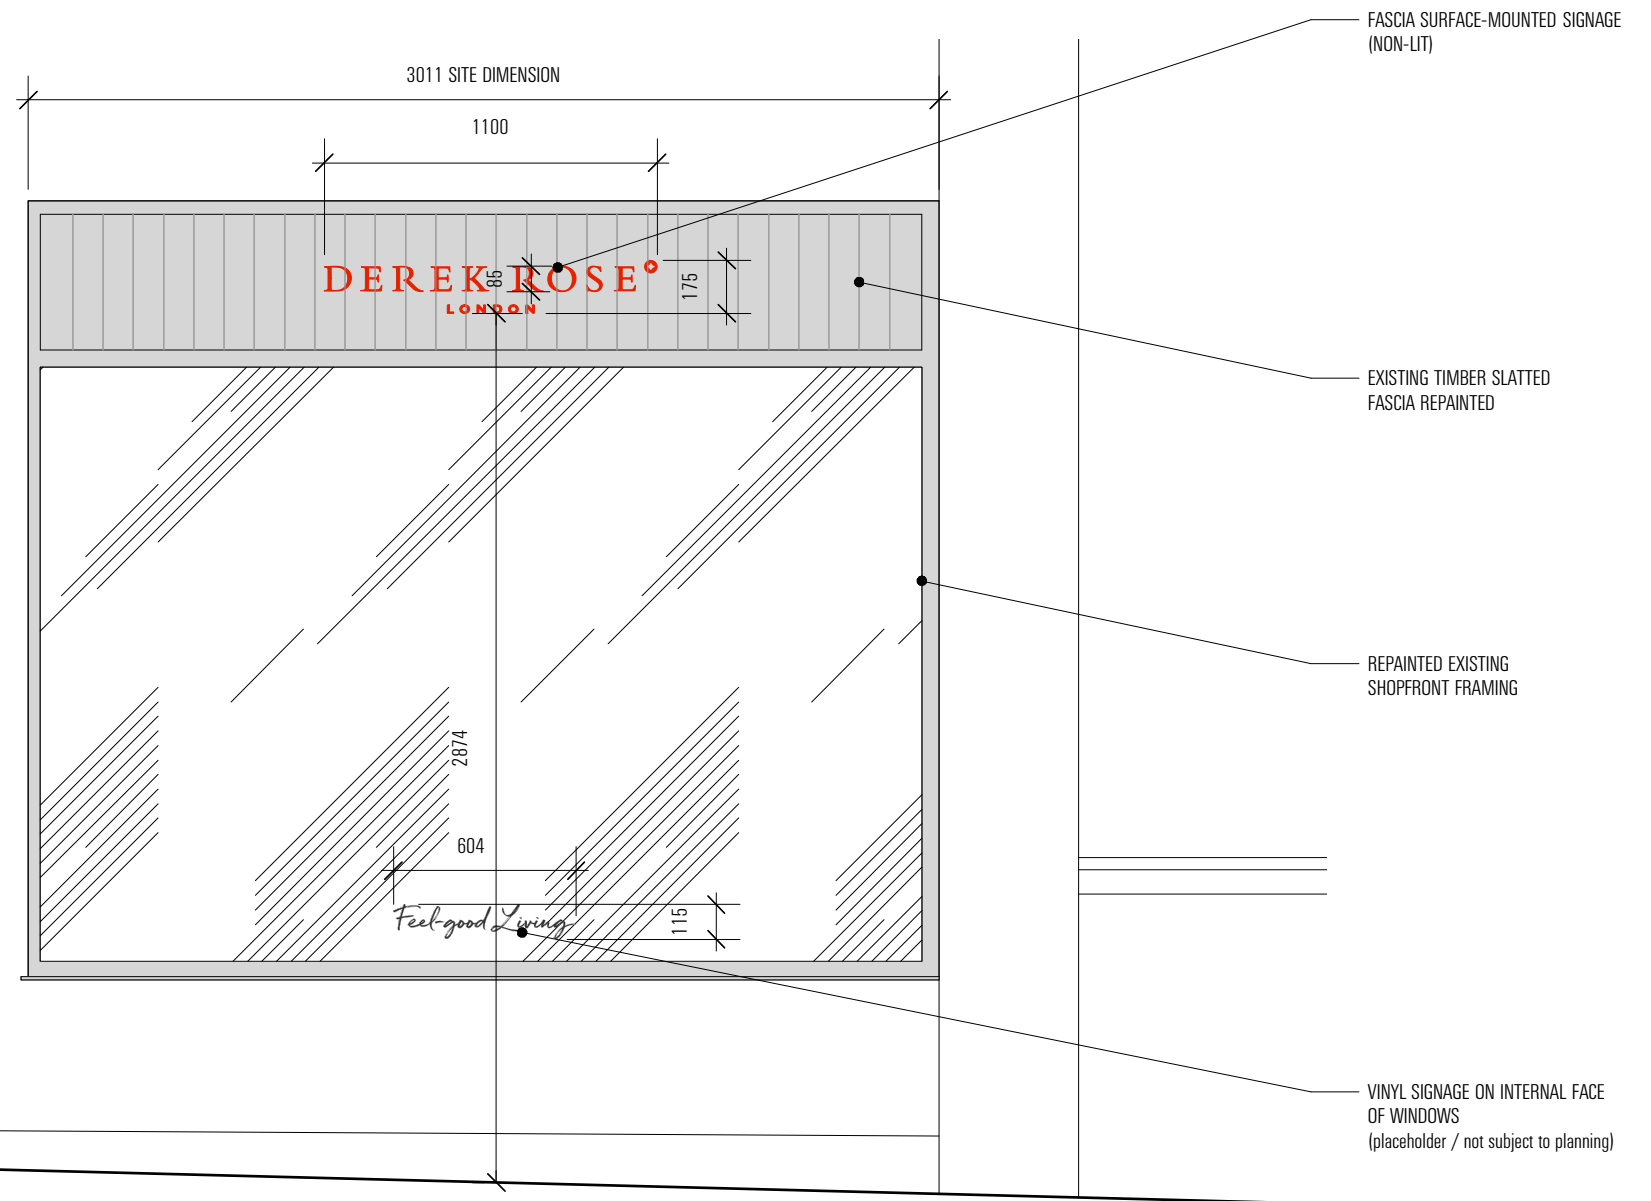 FASCIA SURFACE-MOUNTED SIGNAGE
(NON-LIT)
3011 SITE DIMENSION
1100
DEREK ROSE
85
175
LONDON
EXISTING TIMBER SLATTED
FASCIA REPAINTED
REPAINTED EXISTING
SHOPFRONT FRAMING
2874
604
Feel-good Living
115
VINYL SIGNAGE ON INTERNAL FACE
OF WINDOWS
(placeholder / not subject to planning)